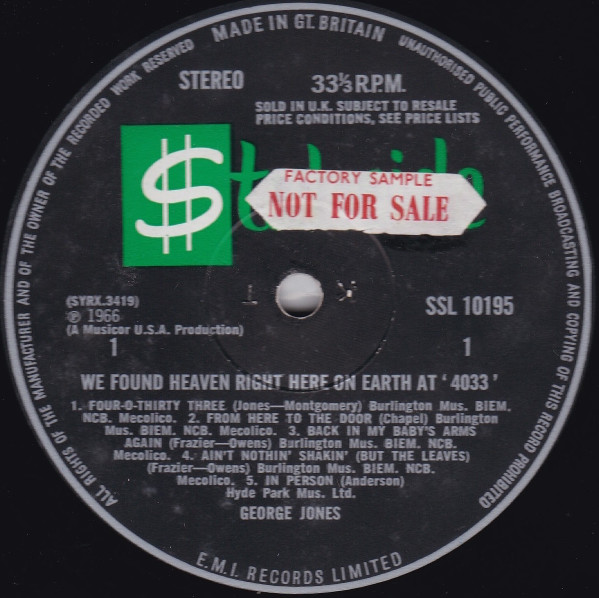 MADE IN GT. BRITAIN
UNAUTHORISED PUBLIC PERFORMANCE BROADCASTING AND COPYING OF THIS RECORD PROHIBITED
ALL RIGHTS OF THE MANUFACTURER AND OF THE OWNER OF THE RECORDED WORK RESERVED
STEREO
33⅓ R.P.M.
SOLD IN U.K. SUBJECT TO RESALE
PRICE CONDITIONS, SEE PRICE LISTS
$t
FACTORY SAMPLE
NOT FOR SALE
T
K
(SYRX.3419)
℗ 1966
(A Musicor U.S.A. Production)
1
SSL 10195
1
WE FOUND HEAVEN RIGHT HERE ON EARTH AT ‘4033’
1. FOUR-O-THIRTY THREE (Jones—Montgomery) Burlington Mus. BIEM.
NCB. Mecolico. 2. FROM HERE TO THE DOOR (Chapel) Burlington
Mus. BIEM. NCB. Mecolico. 3. BACK IN MY BABY'S ARMS
AGAIN (Frazier—Owens) Burlington Mus. BIEM. NCB.
Mecolico. 4. AIN'T NOTHIN' SHAKIN' (BUT THE LEAVES)
(Frazier—Owens) Burlington Mus. BIEM. NCB.
Mecolico. 5. IN PERSON (Anderson)
Hyde Park Mus. Ltd.
GEORGE JONES
E.M.I. RECORDS LIMITED